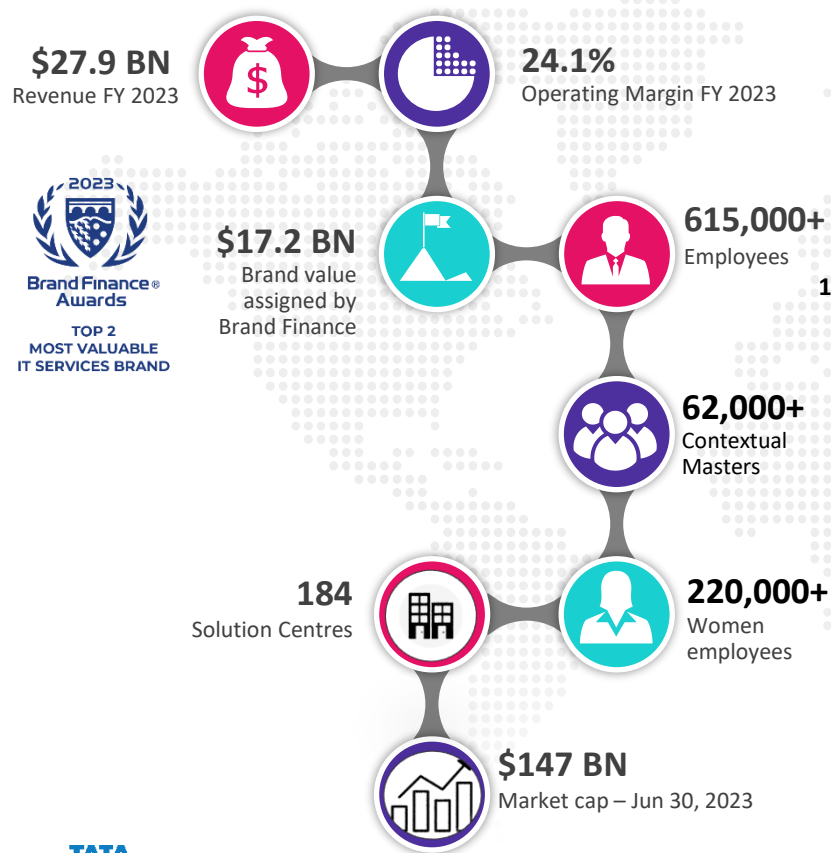 $27.9 BN
Revenue FY 2023
$
24.1%
Operating Margin FY 2023
2023
Brand Finance®
Awards
TOP 2
MOST VALUABLE
IT SERVICES BRAND
$17.2 BN
Brand value
assigned by
Brand Finance
615,000+
Employees
1
62,000+
Contextual
Masters
184
Solution Centres
220,000+
Women
employees
$147 BN
Market cap – Jun 30, 2023
TATA